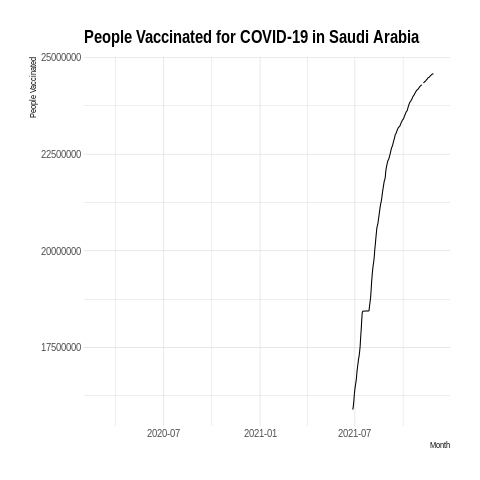 People Vaccinated for COVID-19 in Saudi Arabia
People Vaccinated
25000000
22500000
20000000
17500000
2020-07 2021-01 2021-07
Month